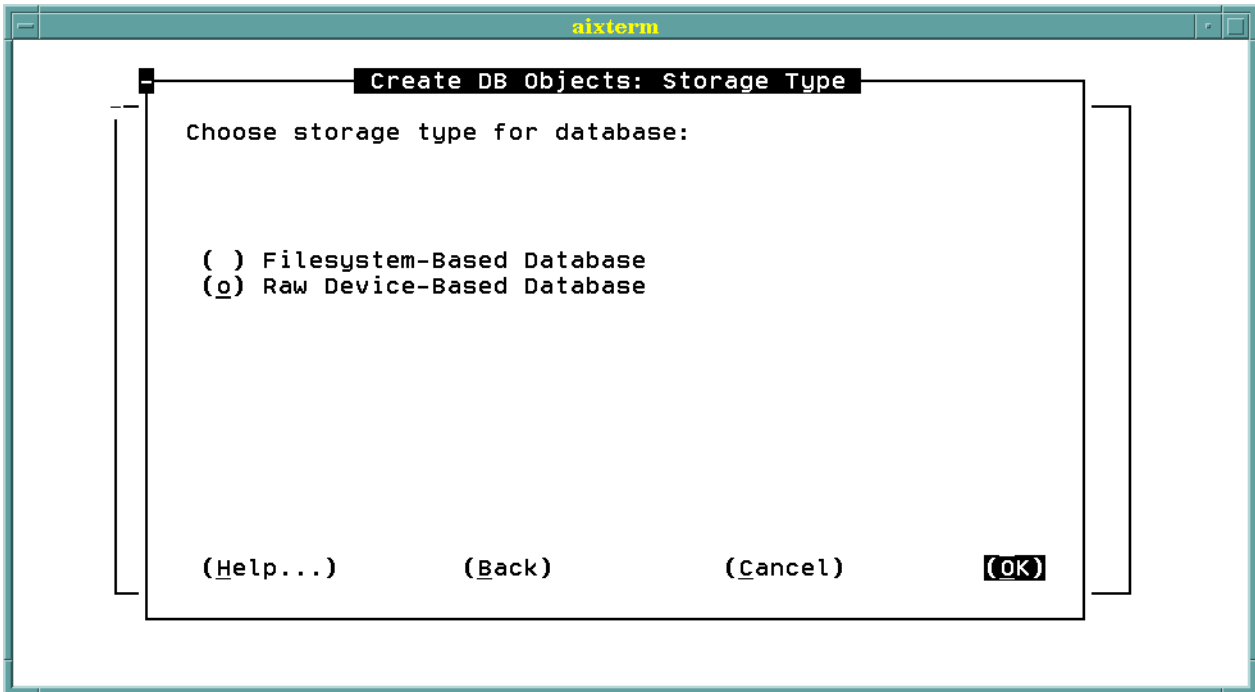 aixterm
Create DB Objects: Storage Type
Choose storage type for database:
( ) Filesystem-Based Database
(o) Raw Device-Based Database
(Help...) (Back) (Cancel) (OK)